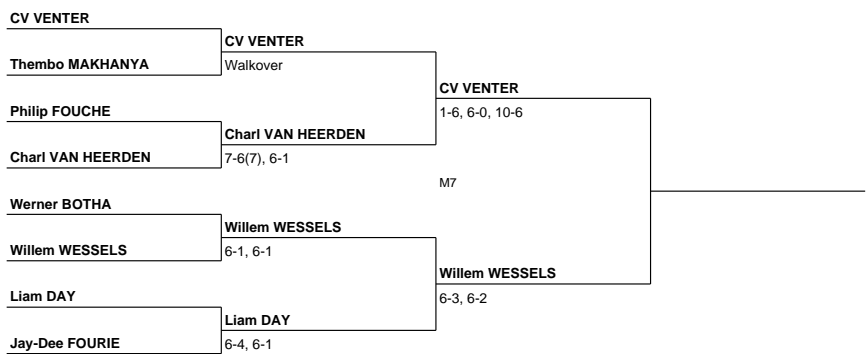 CV VENTER
CV VENTER
Thembo MAKHANYA
Walkover
CV VENTER
Philip FOUCHE
1-6, 6-0, 10-6
Charl VAN HEERDEN
Charl VAN HEERDEN
7-6(7), 6-1
M7
Werner BOTHA
Willem WESSELS
Willem WESSELS
6-1, 6-1
Willem WESSELS
Liam DAY
6-3, 6-2
Liam DAY
Jay-Dee FOURIE
6-4, 6-1